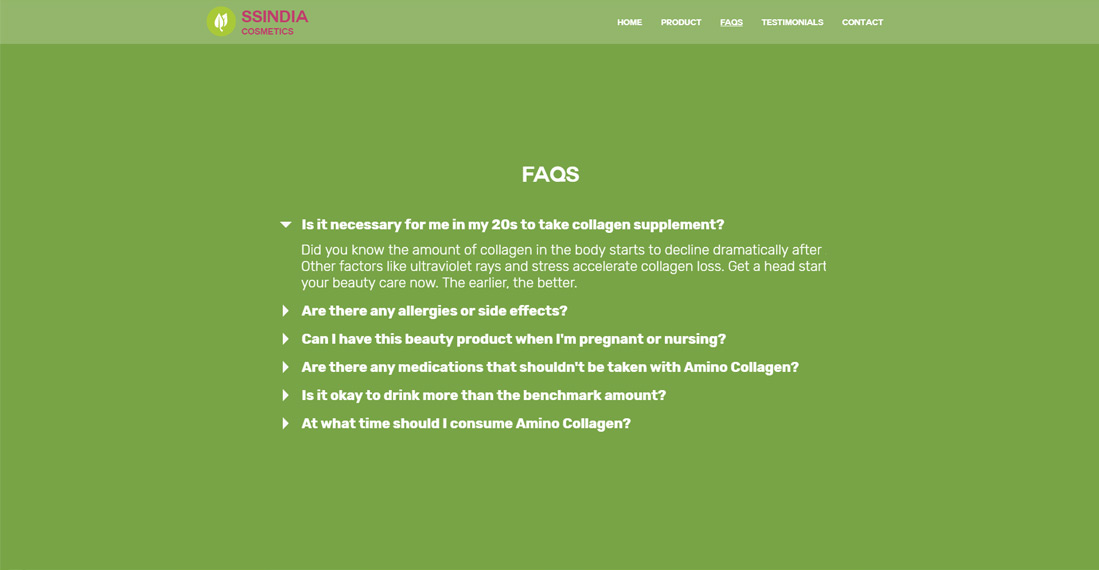 SSINDIA
COSMETICS
HOME PRODUCT FAQS TESTIMONIALS CONTACT
FAQS
Is it necessary for me in my 20s to take collagen supplement?
Did you know the amount of collagen in the body starts to decline dramatically after
Other factors like ultraviolet rays and stress accelerate collagen loss. Get a head start
your beauty care now. The earlier, the better.
Are there any allergies or side effects?
Can I have this beauty product when I'm pregnant or nursing?
Are there any medications that shouldn't be taken with Amino Collagen?
Is it okay to drink more than the benchmark amount?
At what time should I consume Amino Collagen?